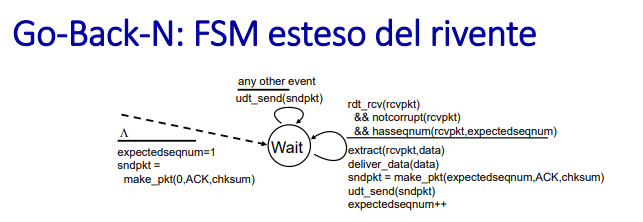 Go-Back-N: FSM esteso del rivente
any other event
udt_send(sndpkt)
rdt_rcv(rcvpkt)
&& notcorrupt(rcvpkt)
&& hasseqnum(rcvpkt,expectedseqnum)
Λ
Wait
expectedseqnum=1
sndpkt =
make_pkt(0,ACK,chksum)
extract(rcvpkt,data)
deliver_data(data)
sndpkt = make_pkt(expectedseqnum,ACK,chksum)
udt_send(sndpkt)
expectedseqnum++